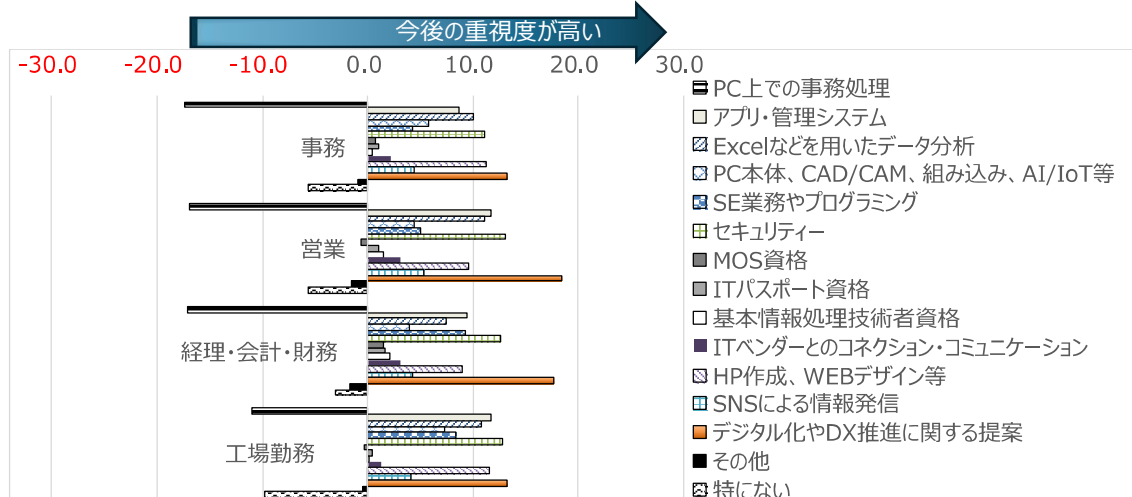 今後の重視度が高い
-30.0 -20.0 -10.0 0.0 10.0 20.0 30.0
事務
営業
経理・会計・財務
工場勤務
PC上での事務処理
アプリ・管理システム
Excelなどを用いたデータ分析
PC本体、CAD/CAM、組み込み、AI/IoT等
SE業務やプログラミング
セキュリティー
MOS資格
ITパスポート資格
基本情報処理技術者資格
ITベンダーとのコネクション・コミュニケーション
HP作成、WEBデザイン等
SNSによる情報発信
デジタル化やDX推進に関する提案
その他
特にない